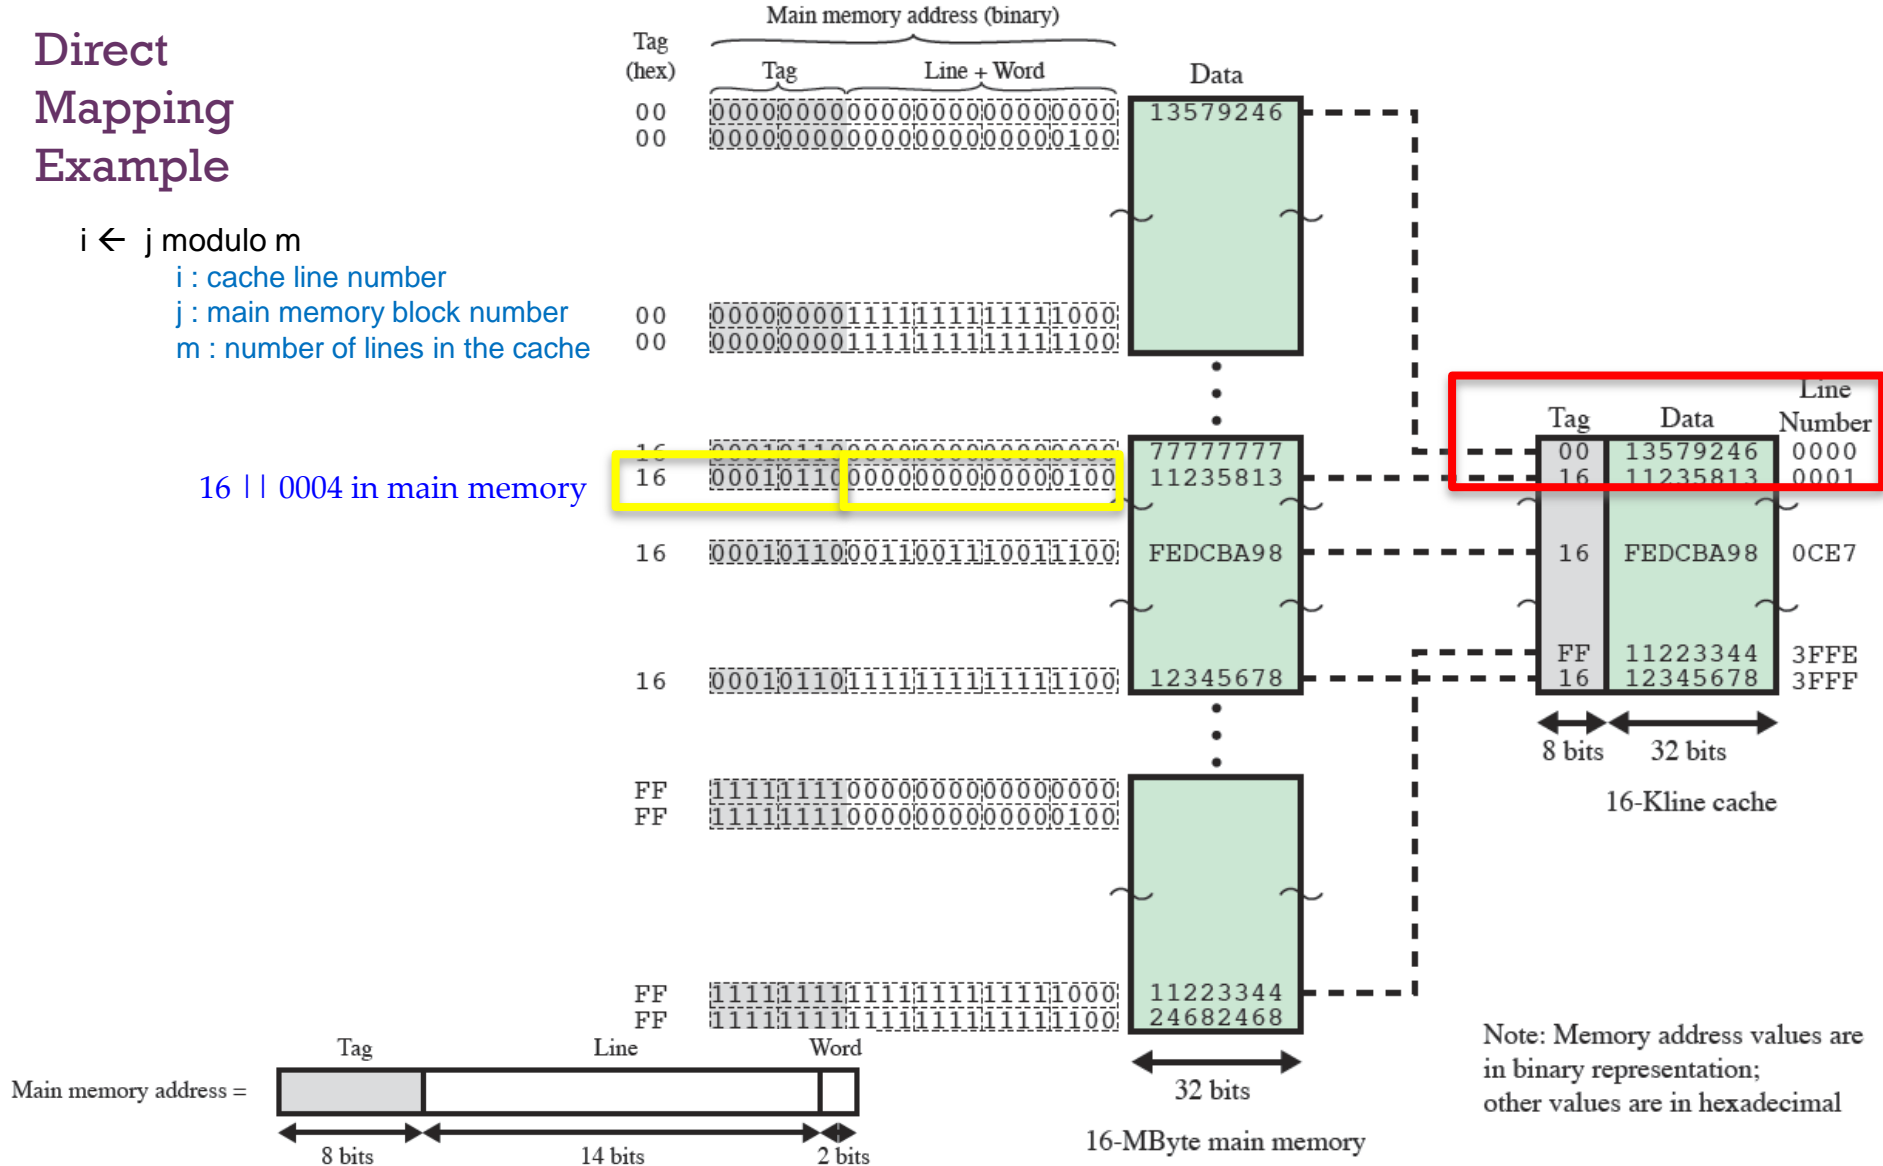 Direct
Mapping
Example
i ← j modulo m
i : cache line number
j : main memory block number
m : number of lines in the cache
16 || 0004 in main memory
Main memory address (binary)
Tag
(hex)
Tag
Line + Word
Data
00 000000000000000000000000 13579246
00 000000000000000000000100
00 000000001111111111111000
00 000000001111111111111100
16 000101100000000000000000 77777777
16 000101100000000000000100 11235813
16 000101100011001110011100 FEDCBA98
16 000101101111111111111100 12345678
FF 111111110000000000000000
FF 111111110000000000000100
FF 111111111111111111111000 11223344
FF 111111111111111111111100 24682468
32 bits
16-MByte main memory
Tag Data Line
Number
00 13579246 0000
16 11235813 0001
16 FEDCBA98 0CE7
FF 11223344 3FFE
16 12345678 3FFF
8 bits 32 bits
16-Kline cache
Note: Memory address values are
in binary representation;
other values are in hexadecimal
Tag Line Word
Main memory address =
8 bits 14 bits 2 bits